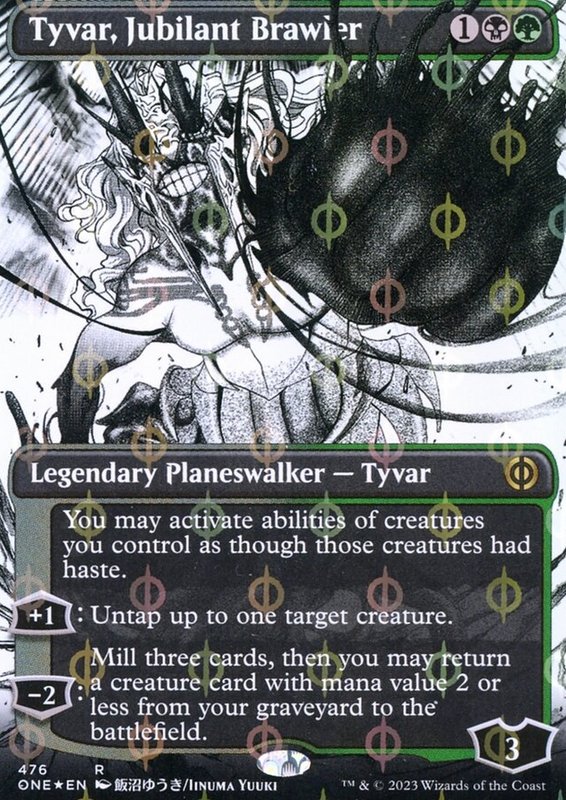 Tyvar, Jubilant Brawler 1
Legendary Planeswalker — Tyvar
You may activate abilities of creatures
you control as though those creatures had
haste.
+1: Untap up to one target creature.
−2: Mill three cards, then you may return
a creature card with mana value 2 or
less from your graveyard to the
battlefield.
3
476 R
ONE★EN 飯沼ゆうき/Iinuma Yuuki ™ & © 2023 Wizards of the Coast